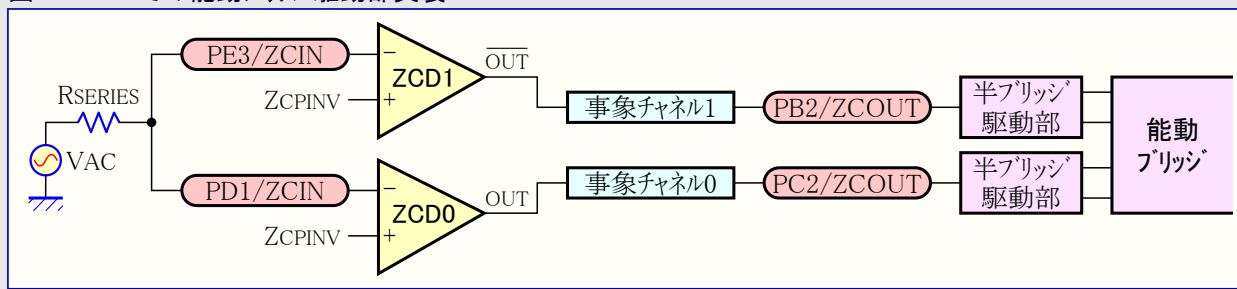 PE3/ZCIN
−
ZCD1
OUT
ZCPINV
+
RSERIES
VAC
事象チャネル1
PB2/ZCOUT
半ブリッジ
駆動部
能動
ブリッジ
PD1/ZCIN
−
ZCD0
OUT
ZCPINV
+
事象チャネル0
PC2/ZCOUT
半ブリッジ
駆動部